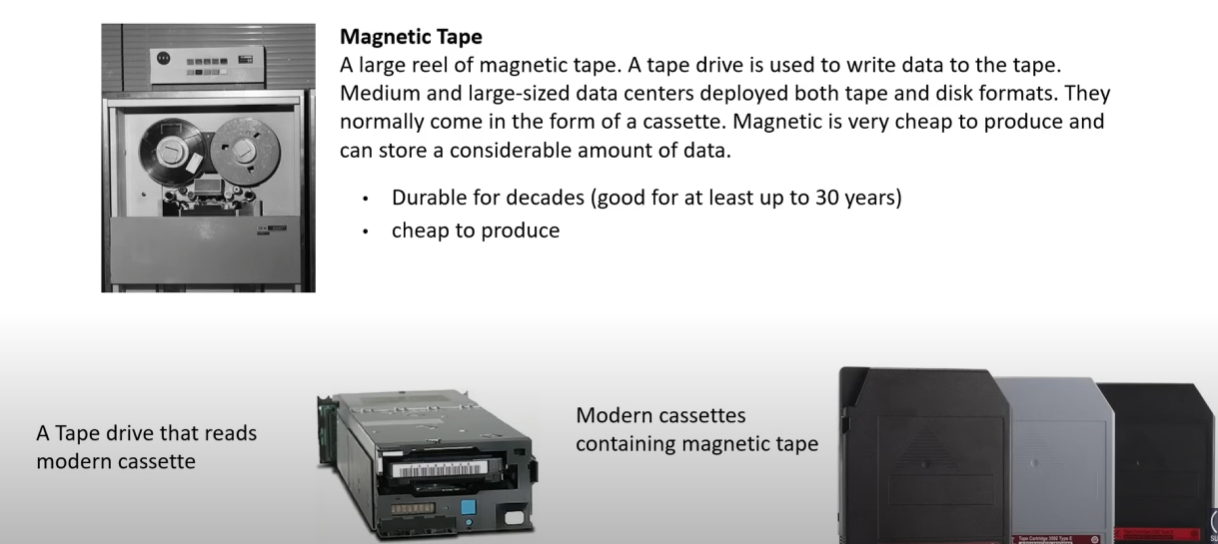 Magnetic Tape
A large reel of magnetic tape. A tape drive is used to write data to the tape.
Medium and large-sized data centers deployed both tape and disk formats. They
normally come in the form of a cassette. Magnetic is very cheap to produce and
can store a considerable amount of data.
• Durable for decades (good for at least up to 30 years)
• cheap to produce
A Tape drive that reads
modern cassette
Modern cassettes
containing magnetic tape